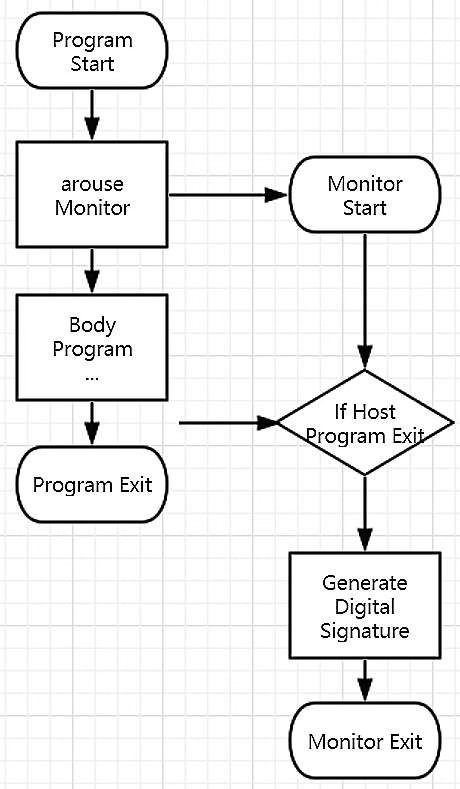 Program
Start
arouse
Monitor
Monitor
Start
Body
Program
...
If Host
Program Exit
Program Exit
Generate
Digital
Signature
Monitor Exit